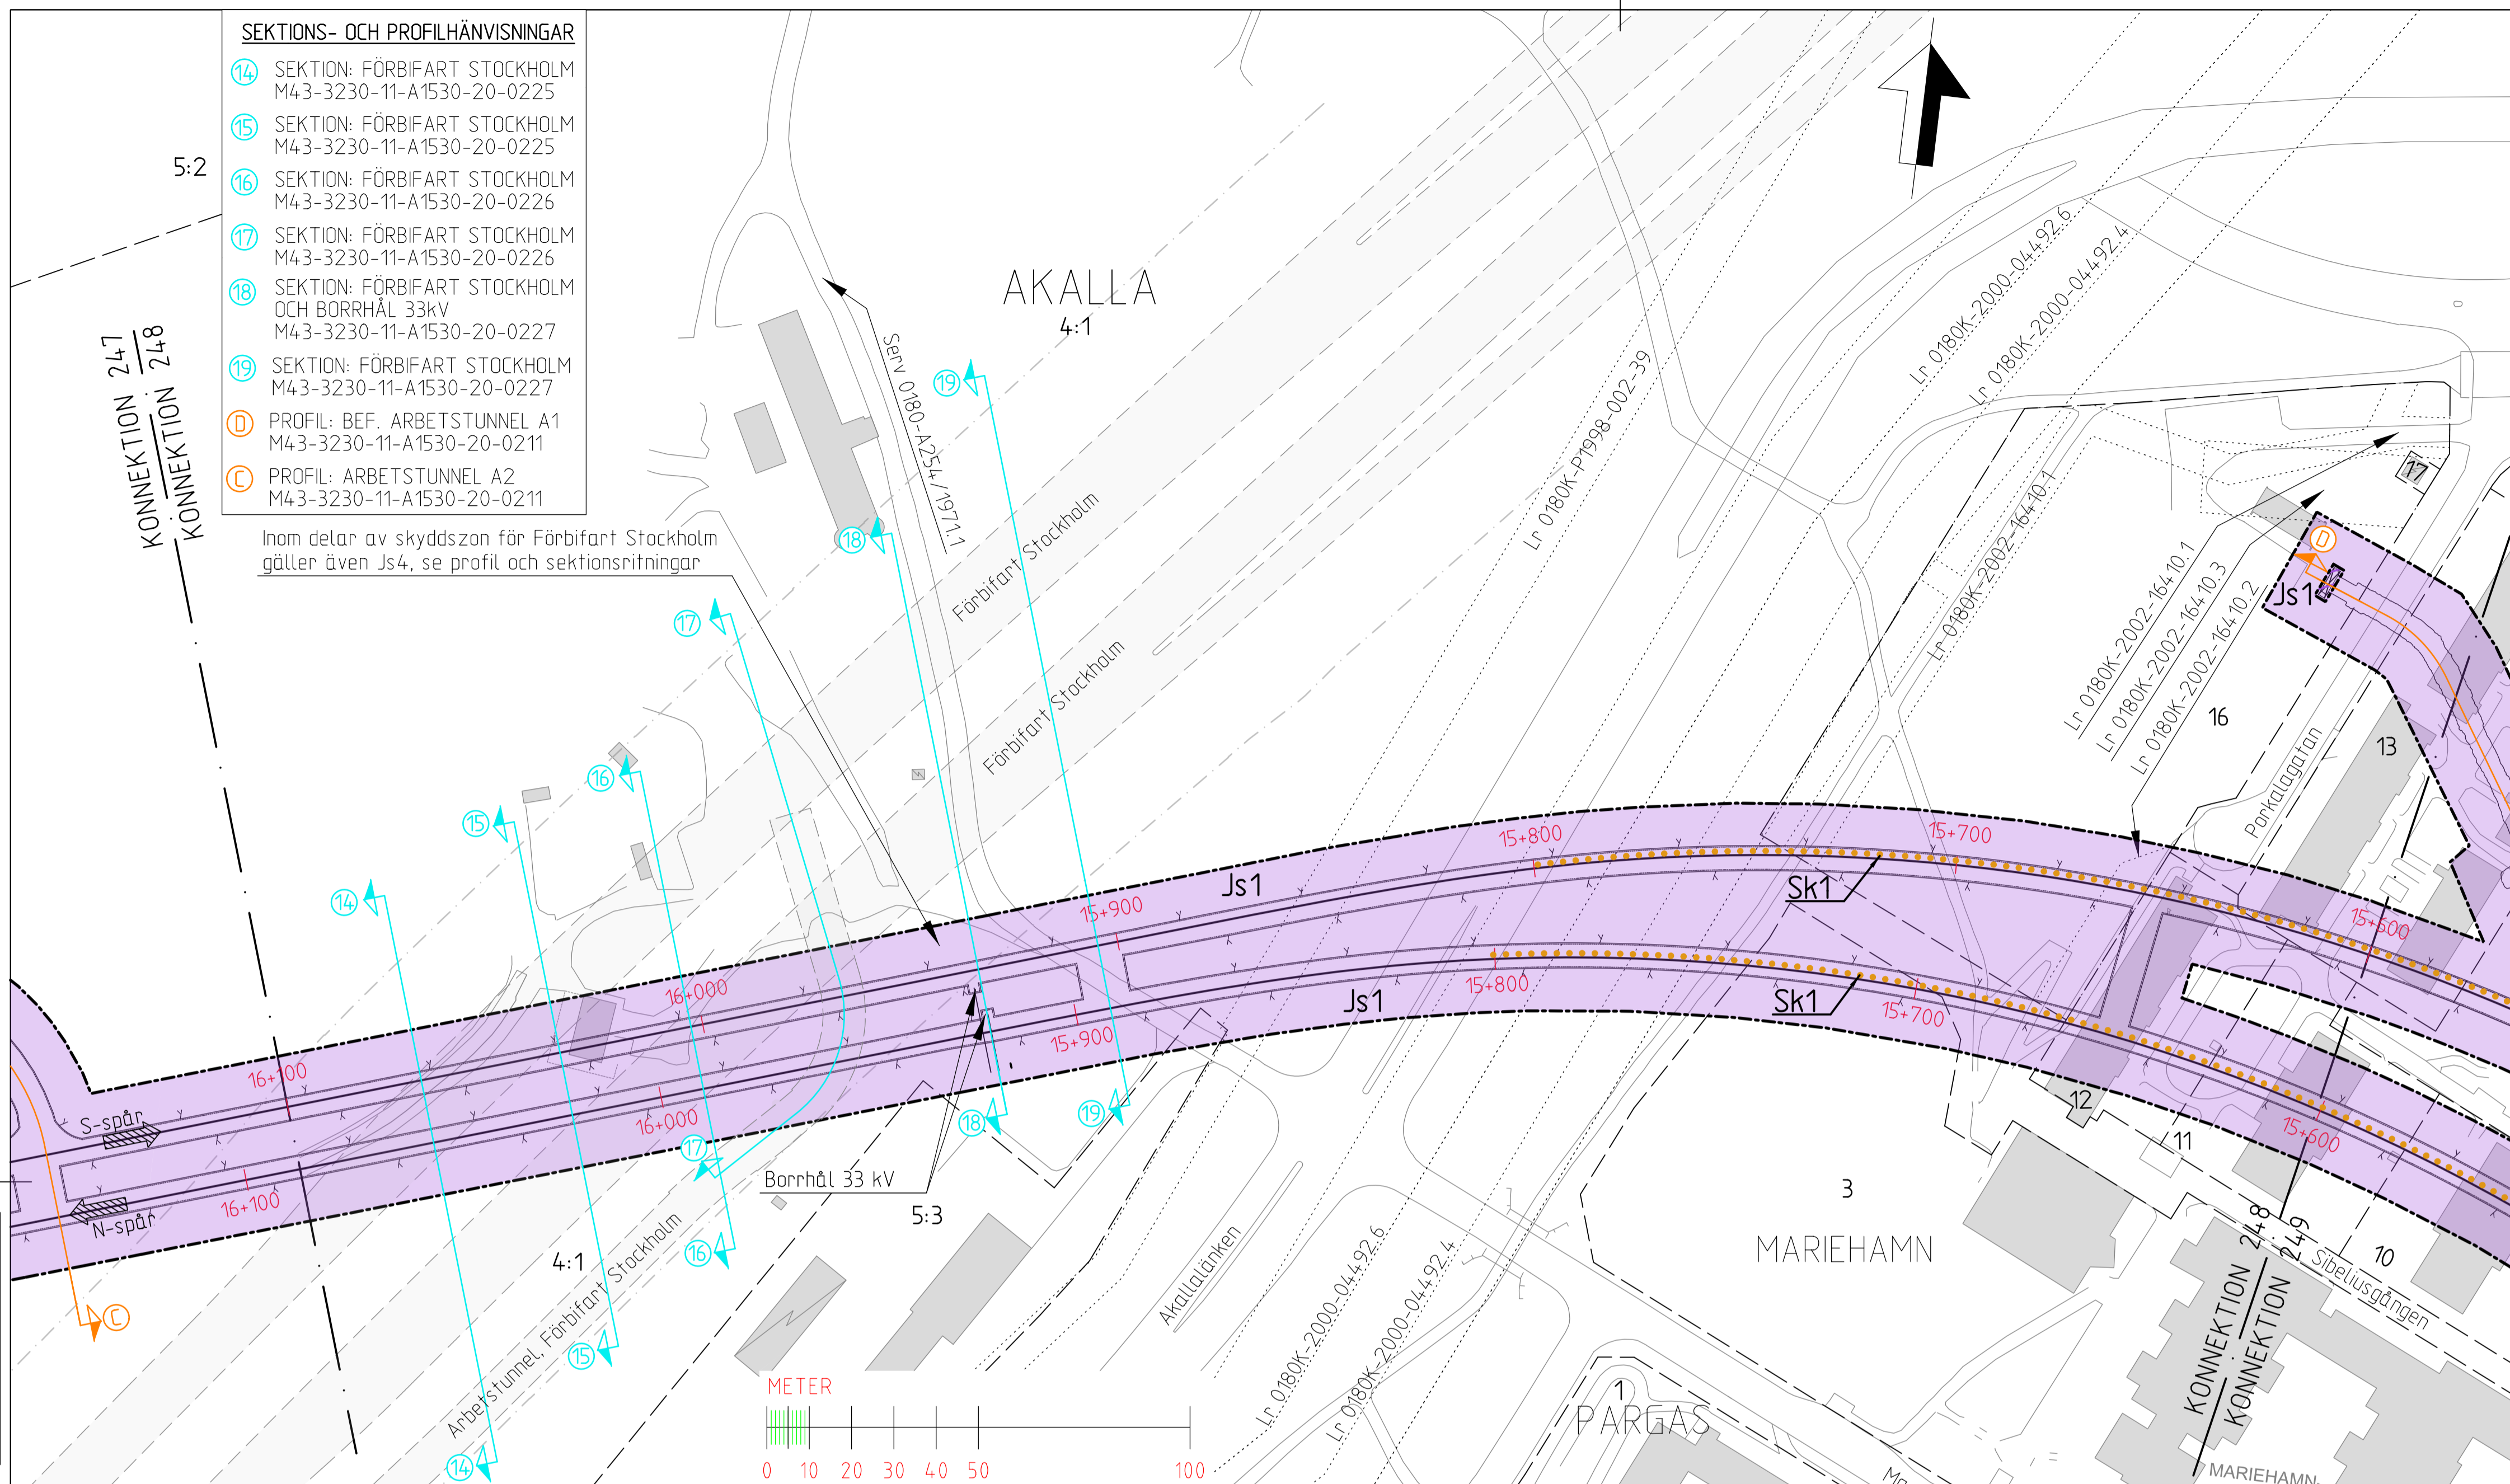 SEKTIONS- OCH PROFILHÄNVISNINGAR
14 SEKTION: FÖRBIFART STOCKHOLM
M43-3230-11-A1530-20-0225
15 SEKTION: FÖRBIFART STOCKHOLM
M43-3230-11-A1530-20-0225
16 SEKTION: FÖRBIFART STOCKHOLM
M43-3230-11-A1530-20-0226
17 SEKTION: FÖRBIFART STOCKHOLM
M43-3230-11-A1530-20-0226
18 SEKTION: FÖRBIFART STOCKHOLM
OCH BORRHÅL 33kV
M43-3230-11-A1530-20-0227
19 SEKTION: FÖRBIFART STOCKHOLM
M43-3230-11-A1530-20-0227
D PROFIL: BEF. ARBETSTUNNEL A1
M43-3230-11-A1530-20-0211
C PROFIL: ARBETSTUNNEL A2
M43-3230-11-A1530-20-0211
5:2
KONNEKTION 247
KONNEKTION 248
Inom delar av skyddszon för Förbifart Stockholm
gäller även Js4, se profil och sektionsritningar
AKALLA
4:1
Serv 0180-A254/1971.1
19
18
17
16
15
14
Förbifart Stockholm
Förbifart Stockholm
Lr 0180K-P1998-002-39
Lr 0180K-2000-04492.6
Lr 0180K-2000-04492.4
Lr 0180K-2002-16410.1
Lr 0180K-2002-16410.1
Lr 0180K-2002-16410.3
Lr 0180K-2002-16410.2
17
D
Js1
16
13
Porkalagatan
15+800
15+700
15+600
15+900
16+000
16+100
Js1
Sk1
Js1
Sk1
15+800
15+700
15+600
15+900
16+000
16+100
S-spår
N-spår
C
17
18
19
16
15
14
Borrhål 33 kV
5:3
4:1
Arbetstunnel, Förbifart Stockholm
Akallalänken
Lr 0180K-2000-04492.6
Lr 0180K-2000-04492.4
12
11
10
3
MARIEHAMN
1
PARGAS
Sibeliusgången
KONNEKTION 248
KONNEKTION 249
MARIEHAMN
METER
0 10 20 30 40 50 100